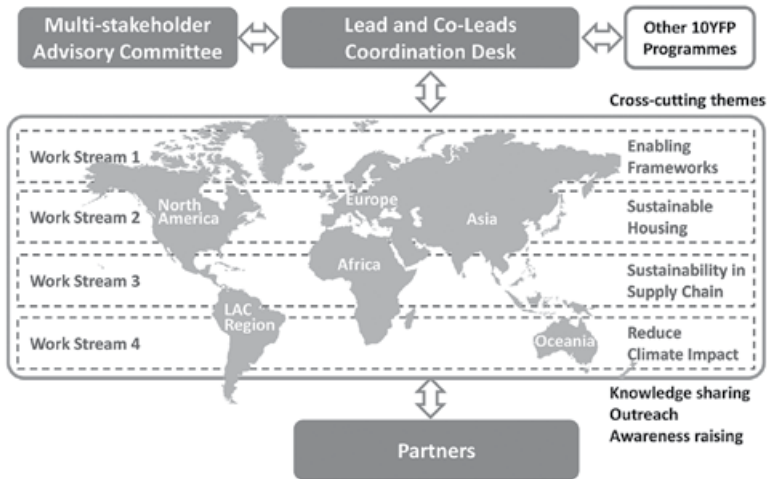 Multi-stakeholder
Advisory Committee
Lead and Co-Leads
Coordination Desk
Other 10YFP
Programmes
Cross-cutting themes
Work Stream 1
Enabling
Frameworks
Work Stream 2
North
America
Europe
Asia
Sustainable
Housing
Work Stream 3
Africa
Sustainability in
Supply Chain
Work Stream 4
LAC
Region
Oceania
Reduce
Climate Impact
Knowledge sharing
Outreach
Awareness raising
Partners